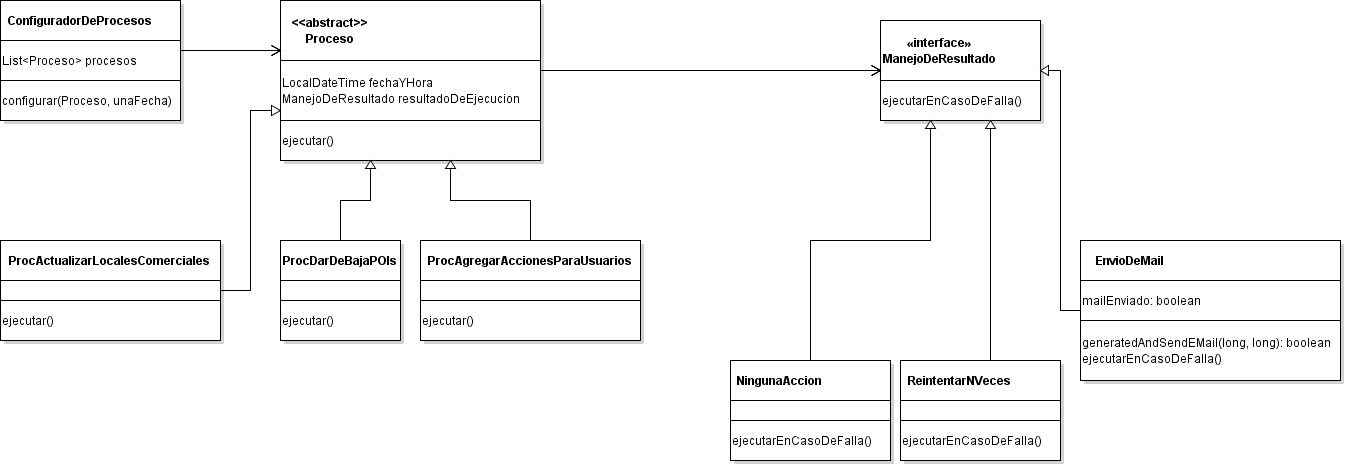 ConfiguradorDeProcesos
List<Proceso> procesos
configurar(Proceso, unaFecha)
<<abstract>>
Proceso
LocalDateTime fechaYHora
ManejoDeResultado resultadoDeEjecucion
ejecutar()
«interface»
ManejoDeResultado
ejecutarEnCasoDeFalla()
ProcActualizarLocalesComerciales
ejecutar()
ProcDarDeBajaPOIs
ejecutar()
ProcAgregarAccionesParaUsuarios
ejecutar()
EnvioDeMail
mailEnviado: boolean
generatedAndSendEMail(long, long): boolean
ejecutarEnCasoDeFalla()
NingunaAccion
ejecutarEnCasoDeFalla()
ReintentarNVeces
ejecutarEnCasoDeFalla()